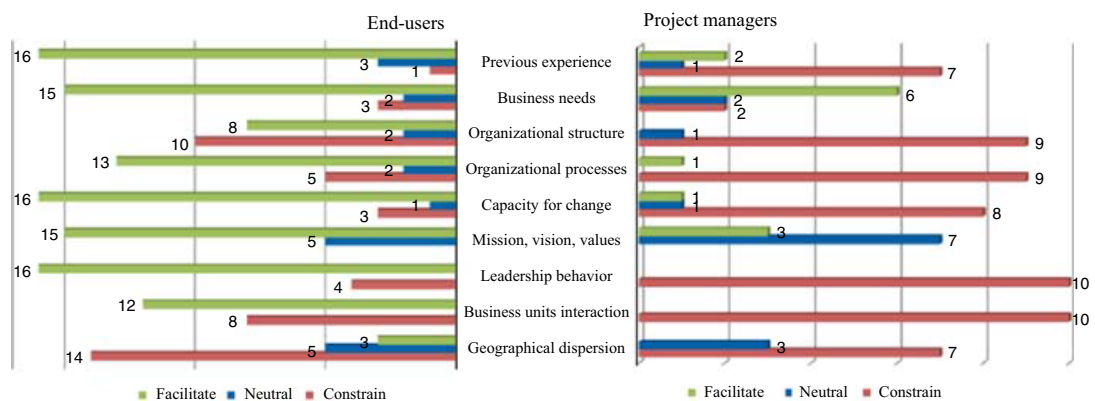 End-users Project managers
16 3 1 Previous experience 2 1 7
15 2 3 Business needs 6 2 2
8 2 10 Organizational structure 1 9
13 2 5 Organizational processes 1 9
16 1 3 Capacity for change 1 1 8
15 5 Mission, vision, values 3 7
16 4 Leadership behavior 10
12 8 Business units interaction 10
3 5 14 Geographical dispersion 3 7
Facilitate Neutral Constrain Facilitate Neutral Constrain